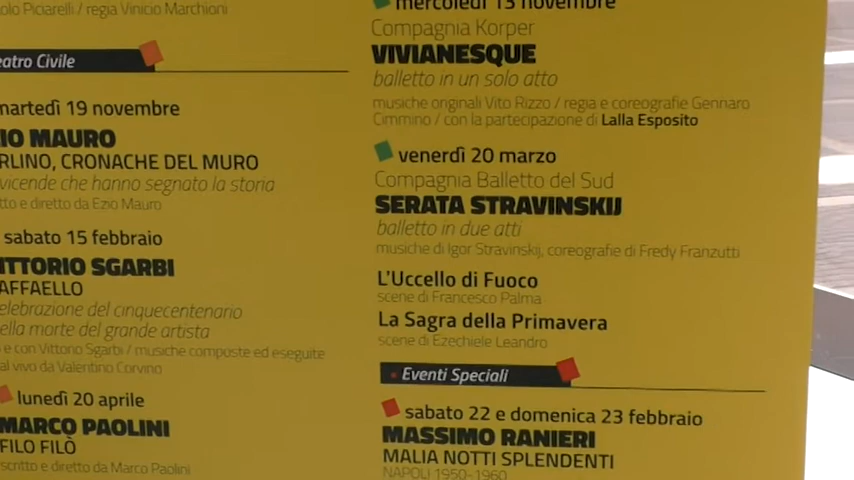 olo Piciarelli / regia Vinicio Marchioni
eatro Civile
martedì 19 novembre
IO MAURO
RLINO, CRONACHE DEL MURO
vicende che hanno segnato la storia
tto e diretto da Ezio Mauro
sabato 15 febbraio
ITTORIO SGARBI
AFFAELLO
elebrazione del cinquecentenario
ella morte del grande artista
e con Vittorio Sgarbi / musiche composte ed eseguite
al vivo da Valentino Corvino
lunedì 20 aprile
MARCO PAOLINI
FILO FILÒ
scritto e diretto da Marco Paolini
mercoledì 13 novembre
Compagnia Korper
VIVIANESQUE
balletto in un solo atto
musiche originali Vito Rizzo / regia e coreografie Gennaro
Cimmino / con la partecipazione di Lalla Esposito
venerdì 20 marzo
Compagnia Balletto del Sud
SERATA STRAVINSKIJ
balletto in due atti
musiche di Igor Stravinskij, coreografie di Fredy Franzutti
L'Uccello di Fuoco
scene di Francesco Palma
La Sagra della Primavera
scene di Ezechiele Leandro
Eventi Speciali
sabato 22 e domenica 23 febbraio
MASSIMO RANIERI
MALIA NOTTI SPLENDENTI
NAPOLI 1950-1960